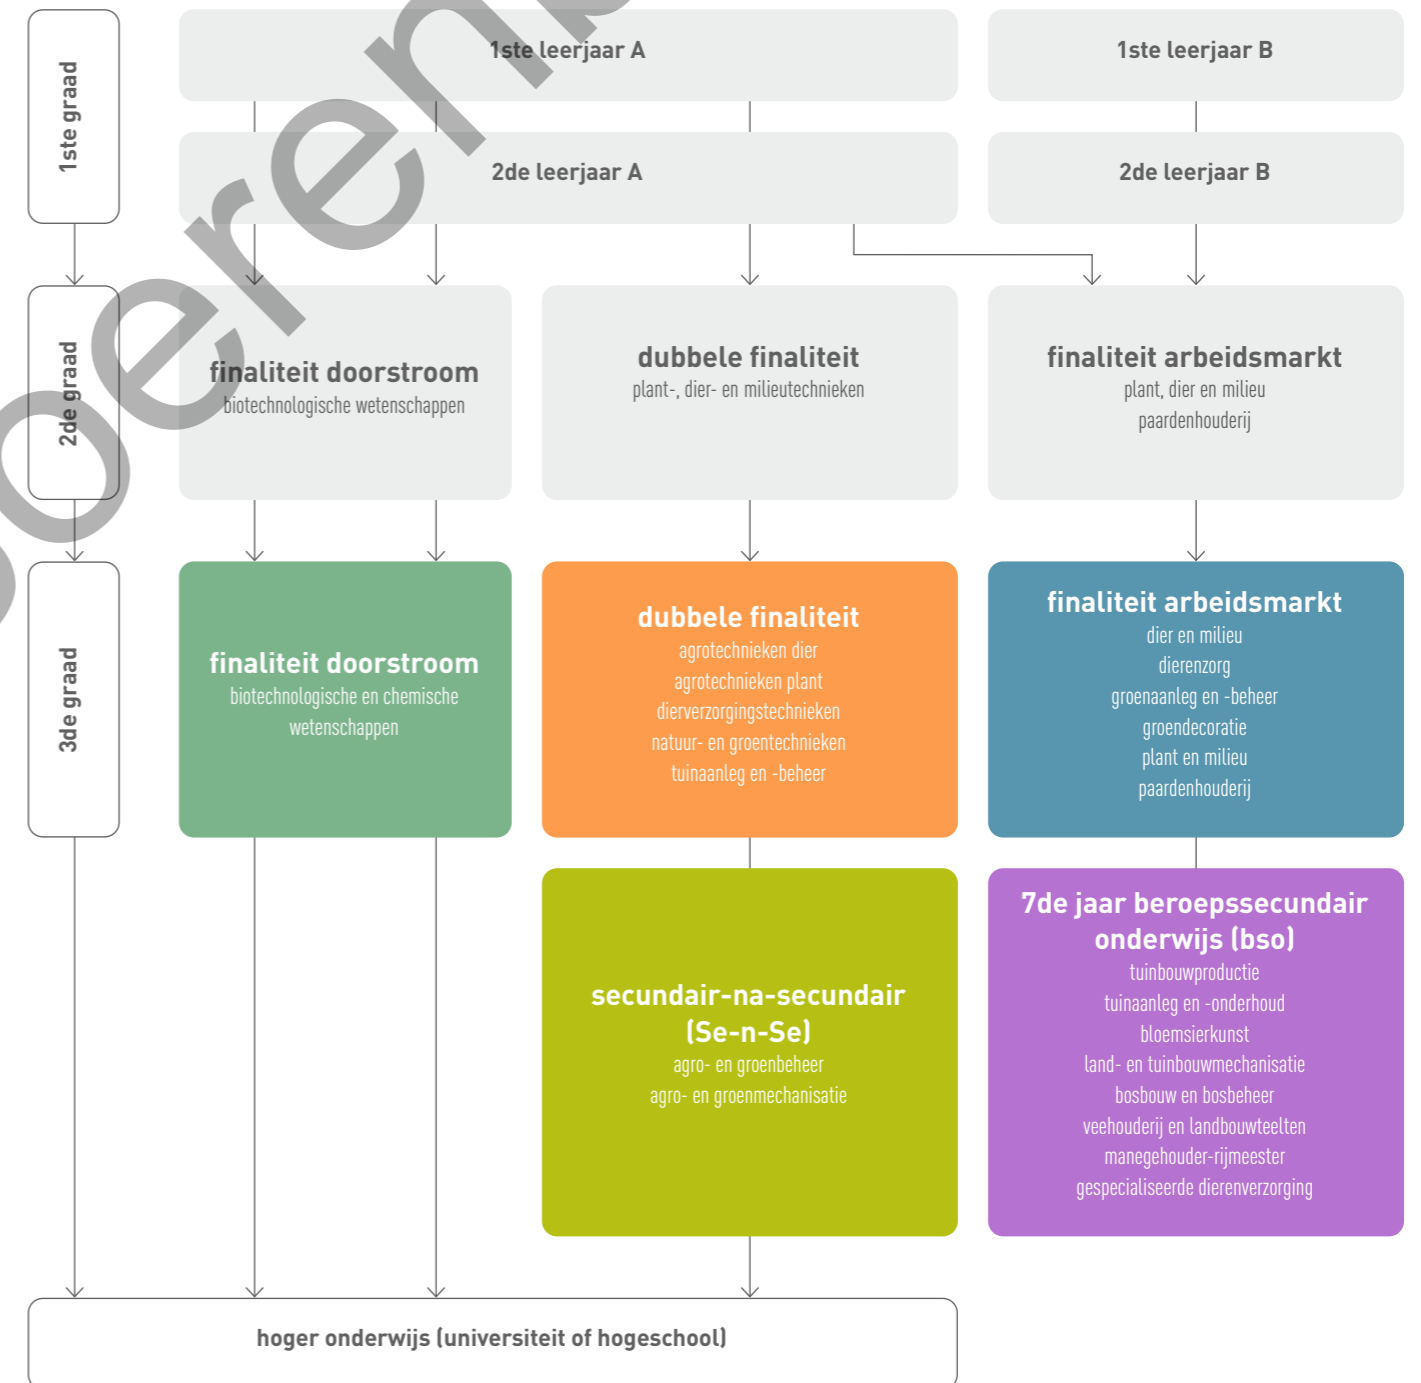 1ste graad
1ste leerjaar A
1ste leerjaar B
2de leerjaar A
2de leerjaar B
2de graad
finaliteit doorstroom
biotechnologische wetenschappen
dubbele finaliteit
plant-, dier- en milieutechnieken
finaliteit arbeidsmarkt
plant, dier en milieu
paardenhouderij
3de graad
finaliteit doorstroom
biotechnologische en chemische
wetenschappen
dubbele finaliteit
agrotechnieken dier
agrotechnieken plant
dierverzorgingstechnieken
natuur- en groentechnieken
tuinaanleg en -beheer
finaliteit arbeidsmarkt
dier en milieu
dierenzorg
groenaanleg en -beheer
groendecoratie
plant en milieu
paardenhouderij
secundair-na-secundair
(Se-n-Se)
agro- en groenbeheer
agro- en groenmechanisatie
7de jaar beroepssecundair
onderwijs (bso)
tuinbouwproductie
tuinaanleg en -onderhoud
bloemsierkunst
land- en tuinbouwmechanisatie
bosbouw en bosbeheer
veehouderij en landbouwteelten
manegehouder-rijmeester
gespecialiseerde dierenverzorging
hoger onderwijs (universiteit of hogeschool)